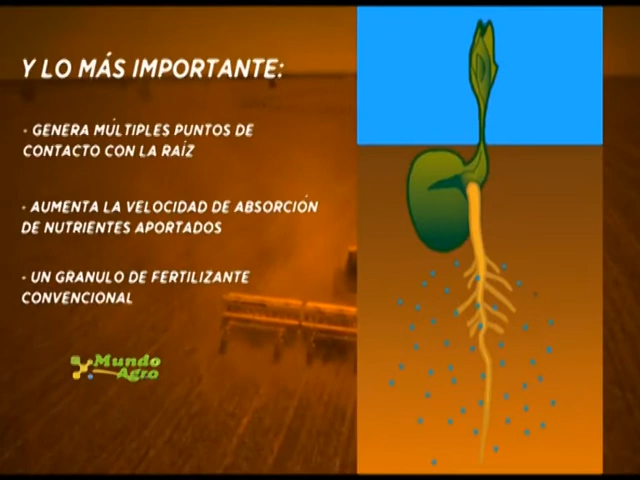 Y LO MÁS IMPORTANTE:
- GENERA MÚLTIPLES PUNTOS DE
CONTACTO CON LA RAÍZ
- AUMENTA LA VELOCIDAD DE ABSORCIÓN
DE NUTRIENTES APORTADOS
- UN GRANULO DE FERTILIZANTE
CONVENCIONAL
Mundo
Agro